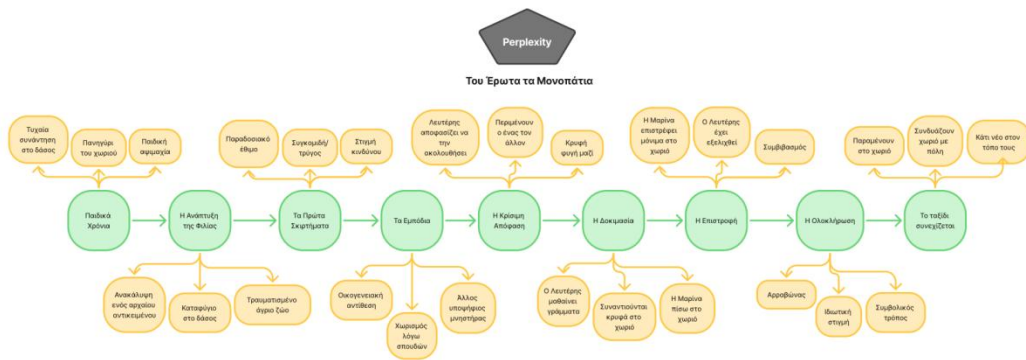 Perplexity
Του Έρωτα τα Μονοπάτια
Τυχαία
συνάντηση
στο δάσος
Πανηγύρι
του χωριού
Παιδική
αψιμαχία
Παραδοσιακό
έθιμο
Συγκομιδή/
τρύγος
Στιγμή
κινδύνου
Λευτέρης
αποφασίζει να
την
ακολουθήσει
Περιμένουν
ο ένας τον
άλλον
Κρυφή
φυγή μαζί
Η Μαρίνα
επιστρέφει
μόνιμα στο
χωριό
Ο Λευτέρης
έχει
εξελιχθεί
Συμβιβασμός
Παραμένουν
στο χωριό
Συνδυάζουν
χωριό με
πόλη
Κάτι νέο στον
τόπο τους
Παιδικά
Χρόνια
Η Ανάπτυξη
της Φιλίας
Τα Πρώτα
Σκιρτήματα
Τα Εμπόδια
Η Κρίσιμη
Απόφαση
Η Δοκιμασία
Η Επιστροφή
Η Ολοκλήρωση
Το ταξίδι
συνεχίζεται
Ανακάλυψη
ενός αρχαίου
αντικειμένου
Καταφύγιο
στο δάσος
Τραυματισμένο
άγριο ζώο
Οικογενειακή
αντίθεση
Χωρισμός
λόγω
σπουδών
Άλλος
υποψήφιος
μνηστήρας
Ο Λευτέρης
μαθαίνει
γράμματα
Συναντιούνται
κρυφά στο
χωριό
Η Μαρίνα
πίσω στο
χωριό
Αρραβώνας
Ιδιωτική
στιγμή
Συμβολικός
τρόπος